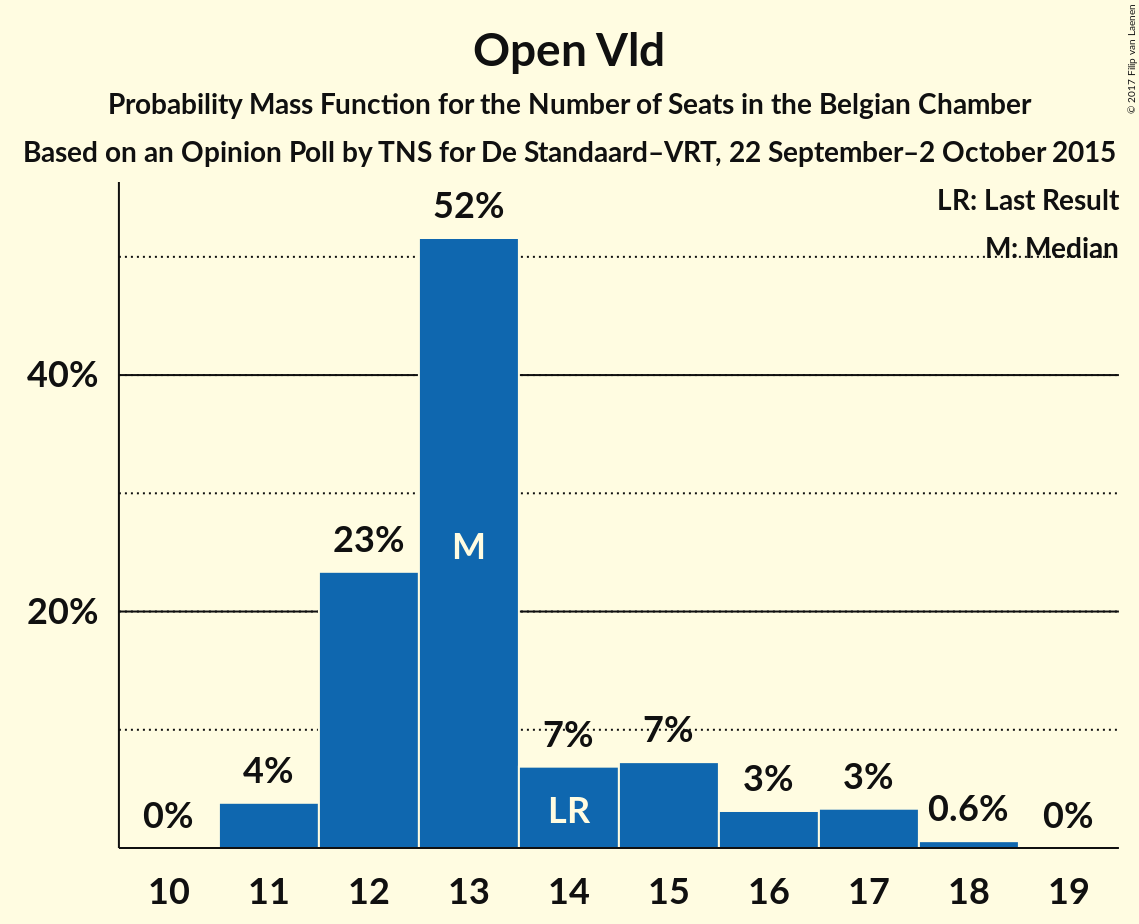 Open Vld
Probability Mass Function for the Number of Seats in the Belgian Chamber
Based on an Opinion Poll by TNS for De Standaard–VRT, 22 September–2 October 2015
© 2017 Filip van Laenen
LR: Last Result
M: Median
52%
40%
23%
M
20%
7%
7%
4%
3%
3%
0%
LR
0.6%
0%
10 11 12 13 14 15 16 17 18 19